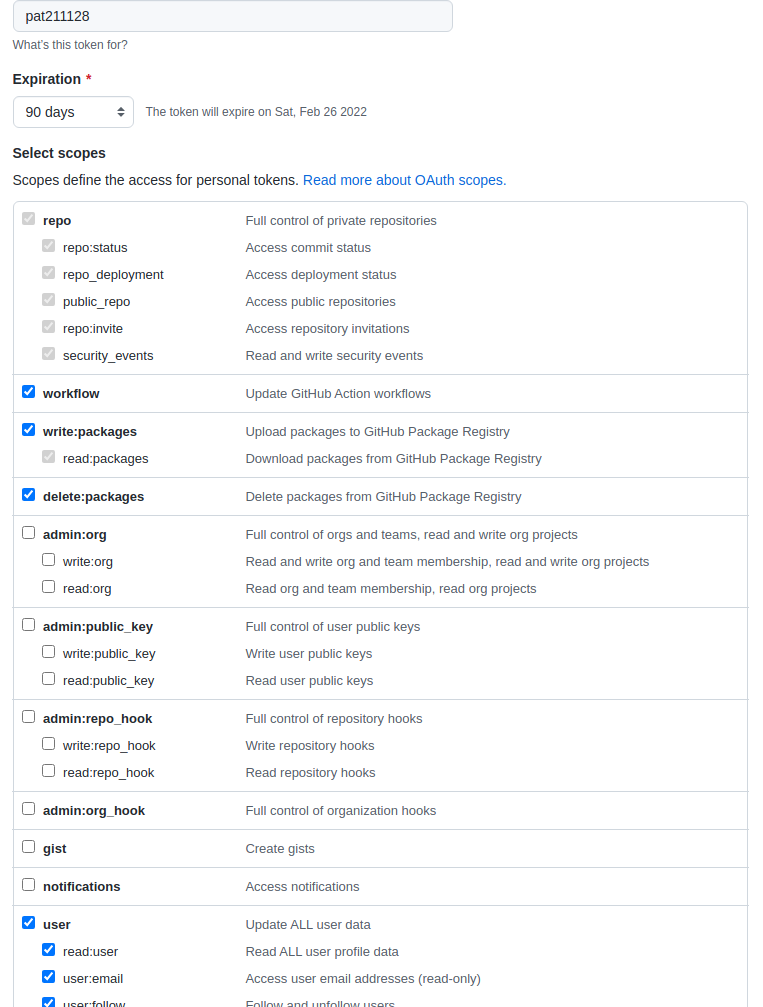 pat211128
What's this token for?
Expiration *
90 days The token will expire on Sat, Feb 26 2022
Select scopes
Scopes define the access for personal tokens. Read more about OAuth scopes.
repo Full control of private repositories
repo:status Access commit status
repo_deployment Access deployment status
public_repo Access public repositories
repo:invite Access repository invitations
security_events Read and write security events
workflow Update GitHub Action workflows
write:packages Upload packages to GitHub Package Registry
read:packages Download packages from GitHub Package Registry
delete:packages Delete packages from GitHub Package Registry
admin:org Full control of orgs and teams, read and write org projects
write:org Read and write org and team membership, read and write org projects
read:org Read org and team membership, read org projects
admin:public_key Full control of user public keys
write:public_key Write user public keys
read:public_key Read user public keys
admin:repo_hook Full control of repository hooks
write:repo_hook Write repository hooks
read:repo_hook Read repository hooks
admin:org_hook Full control of organization hooks
gist Create gists
notifications Access notifications
user Update ALL user data
read:user Read ALL user profile data
user:email Access user email addresses (read-only)
user:follow Follow and unfollow users